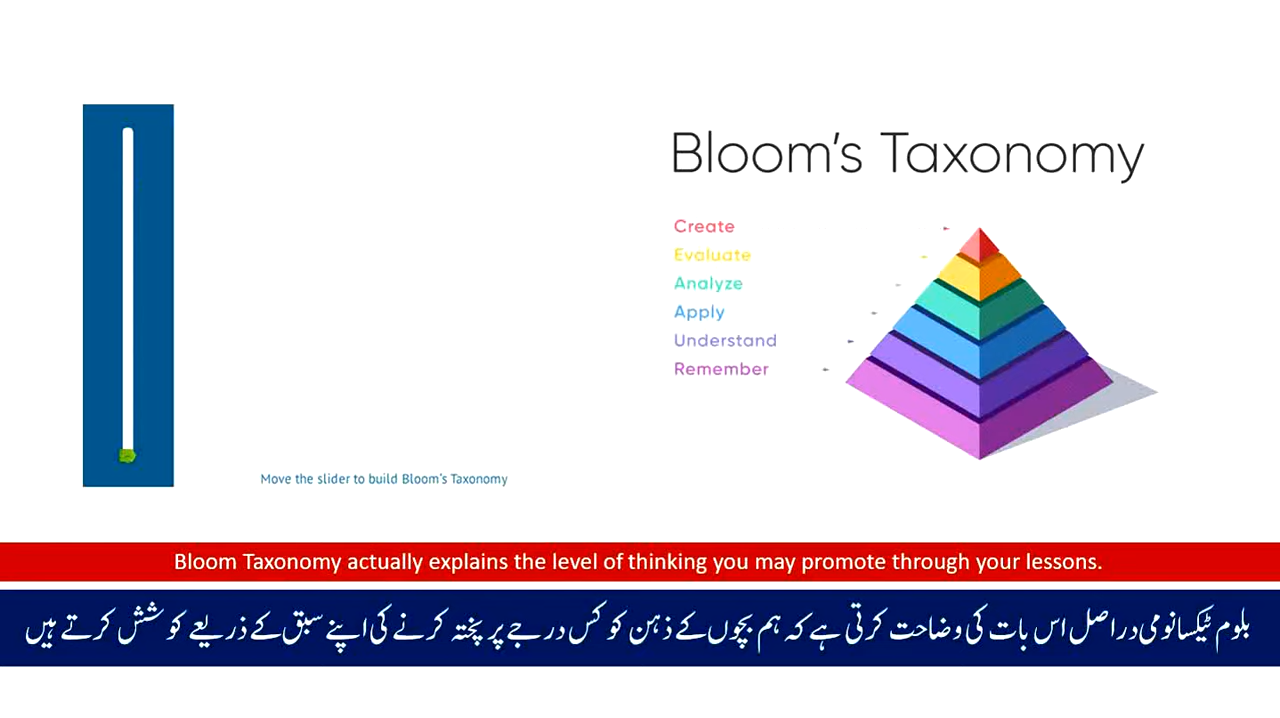 Bloom's Taxonomy
Create
Evaluate
Analyze
Apply
Understand
Remember
Move the slider to build Bloom's Taxonomy
Bloom Taxonomy actually explains the level of thinking you may promote through your lessons.
بلوم ٹیکسانومی دراصل اس بات کی وضاحت کرتی ہے کہ ہم بچوں کے ذہن کو کس درجے پر پختہ کرنے کی اپنے سبق کے ذریعے کوشش کرتے ہیں